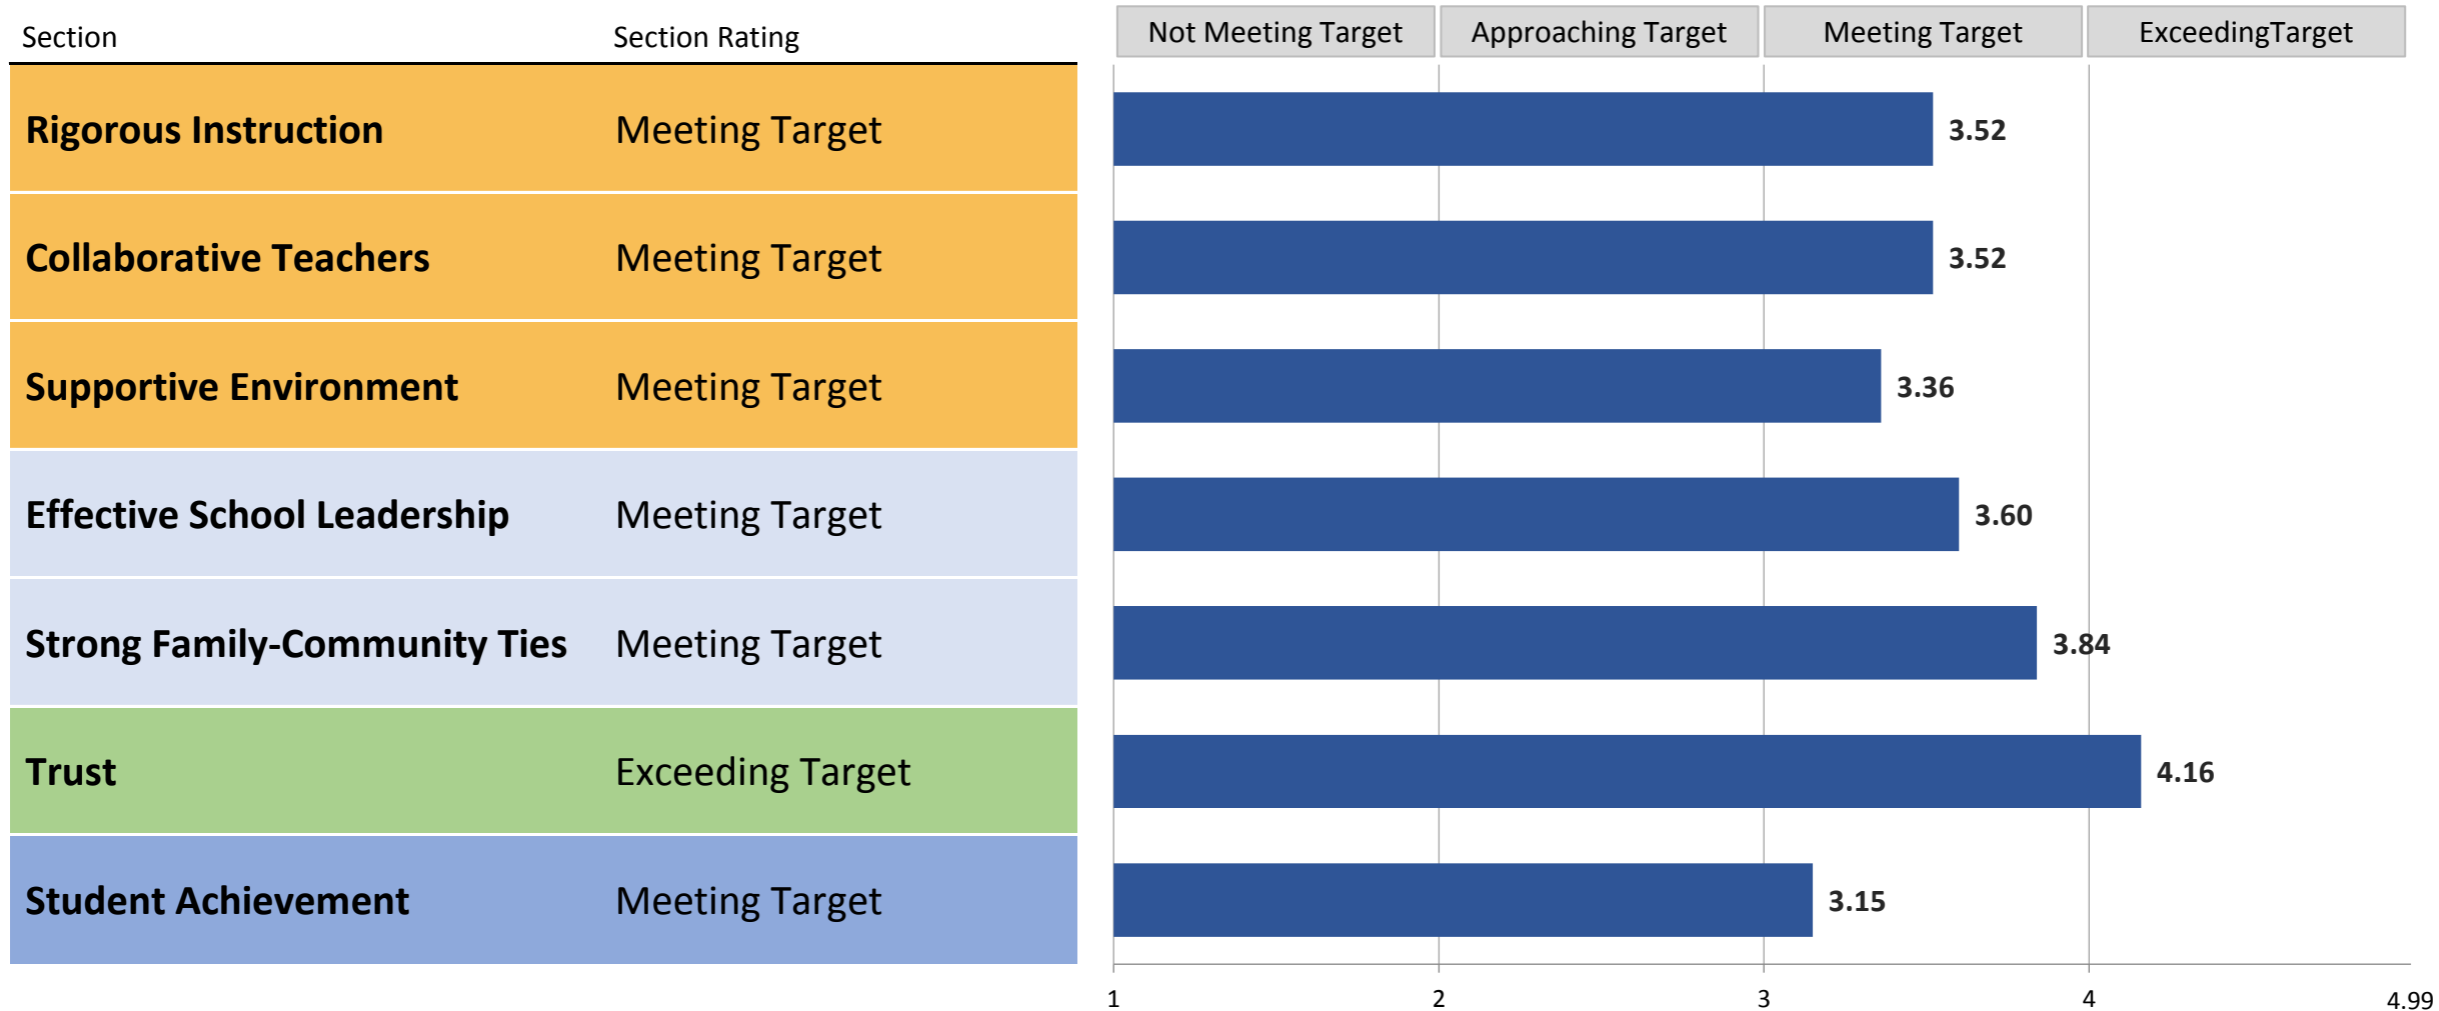 Section Section Rating Not Meeting Target Approaching Target Meeting Target ExceedingTarget
Rigorous Instruction Meeting Target 3.52
Collaborative Teachers Meeting Target 3.52
Supportive Environment Meeting Target 3.36
Effective School Leadership Meeting Target 3.60
Strong Family-Community Ties Meeting Target 3.84
Trust Exceeding Target 4.16
Student Achievement Meeting Target 3.15
1 2 3 4 4.99